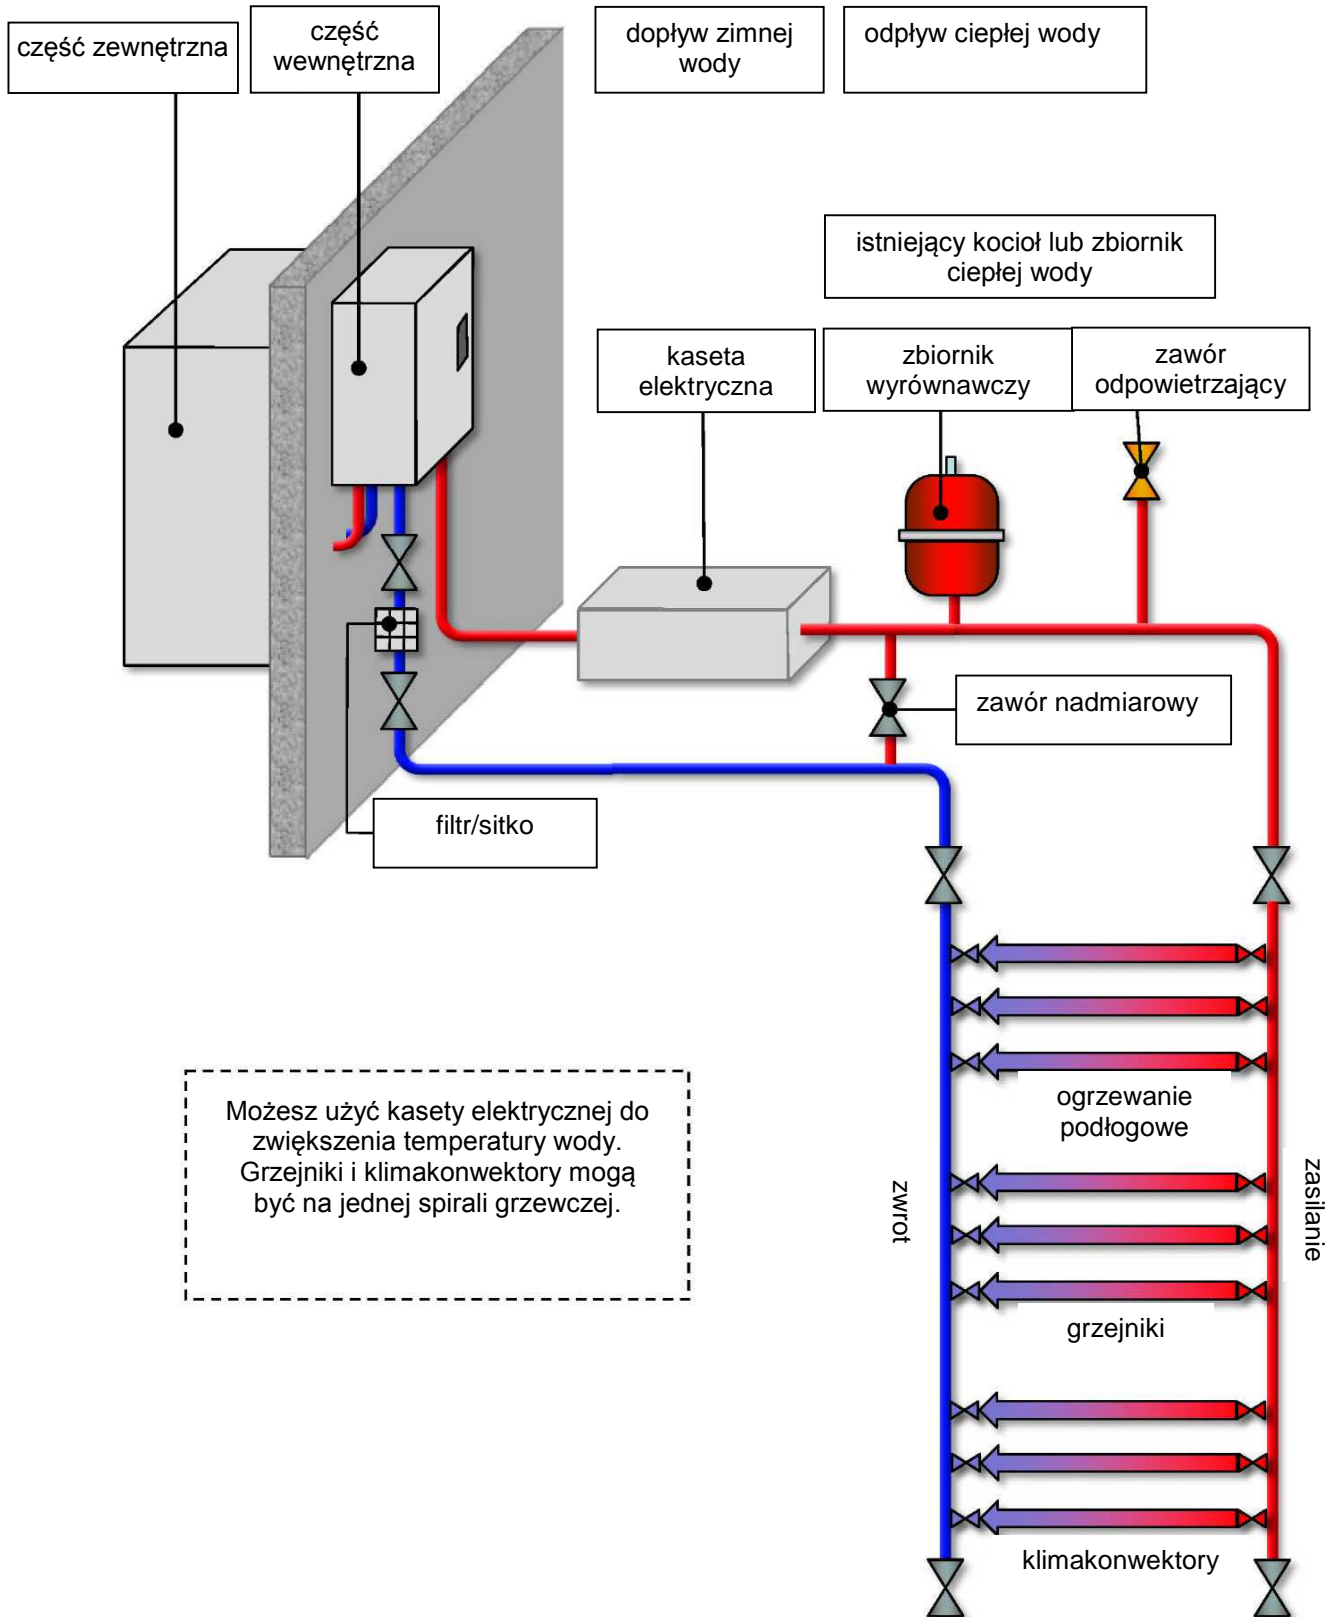 część zewnętrzna
część
wewnętrzna
dopływ zimnej
wody
odpływ ciepłej wody
istniejący kocioł lub zbiornik
ciepłej wody
kaseta
elektryczna
zbiornik
wyrównawczy
zawór
odpowietrzający
zawór nadmiarowy
filtr/sitko
Możesz użyć kasety elektrycznej do
zwiększenia temperatury wody.
Grzejniki i klimakonwektory mogą
być na jednej spirali grzewczej.
zwrot
ogrzewanie
podłogowe
zasilanie
grzejniki
klimakonwektory